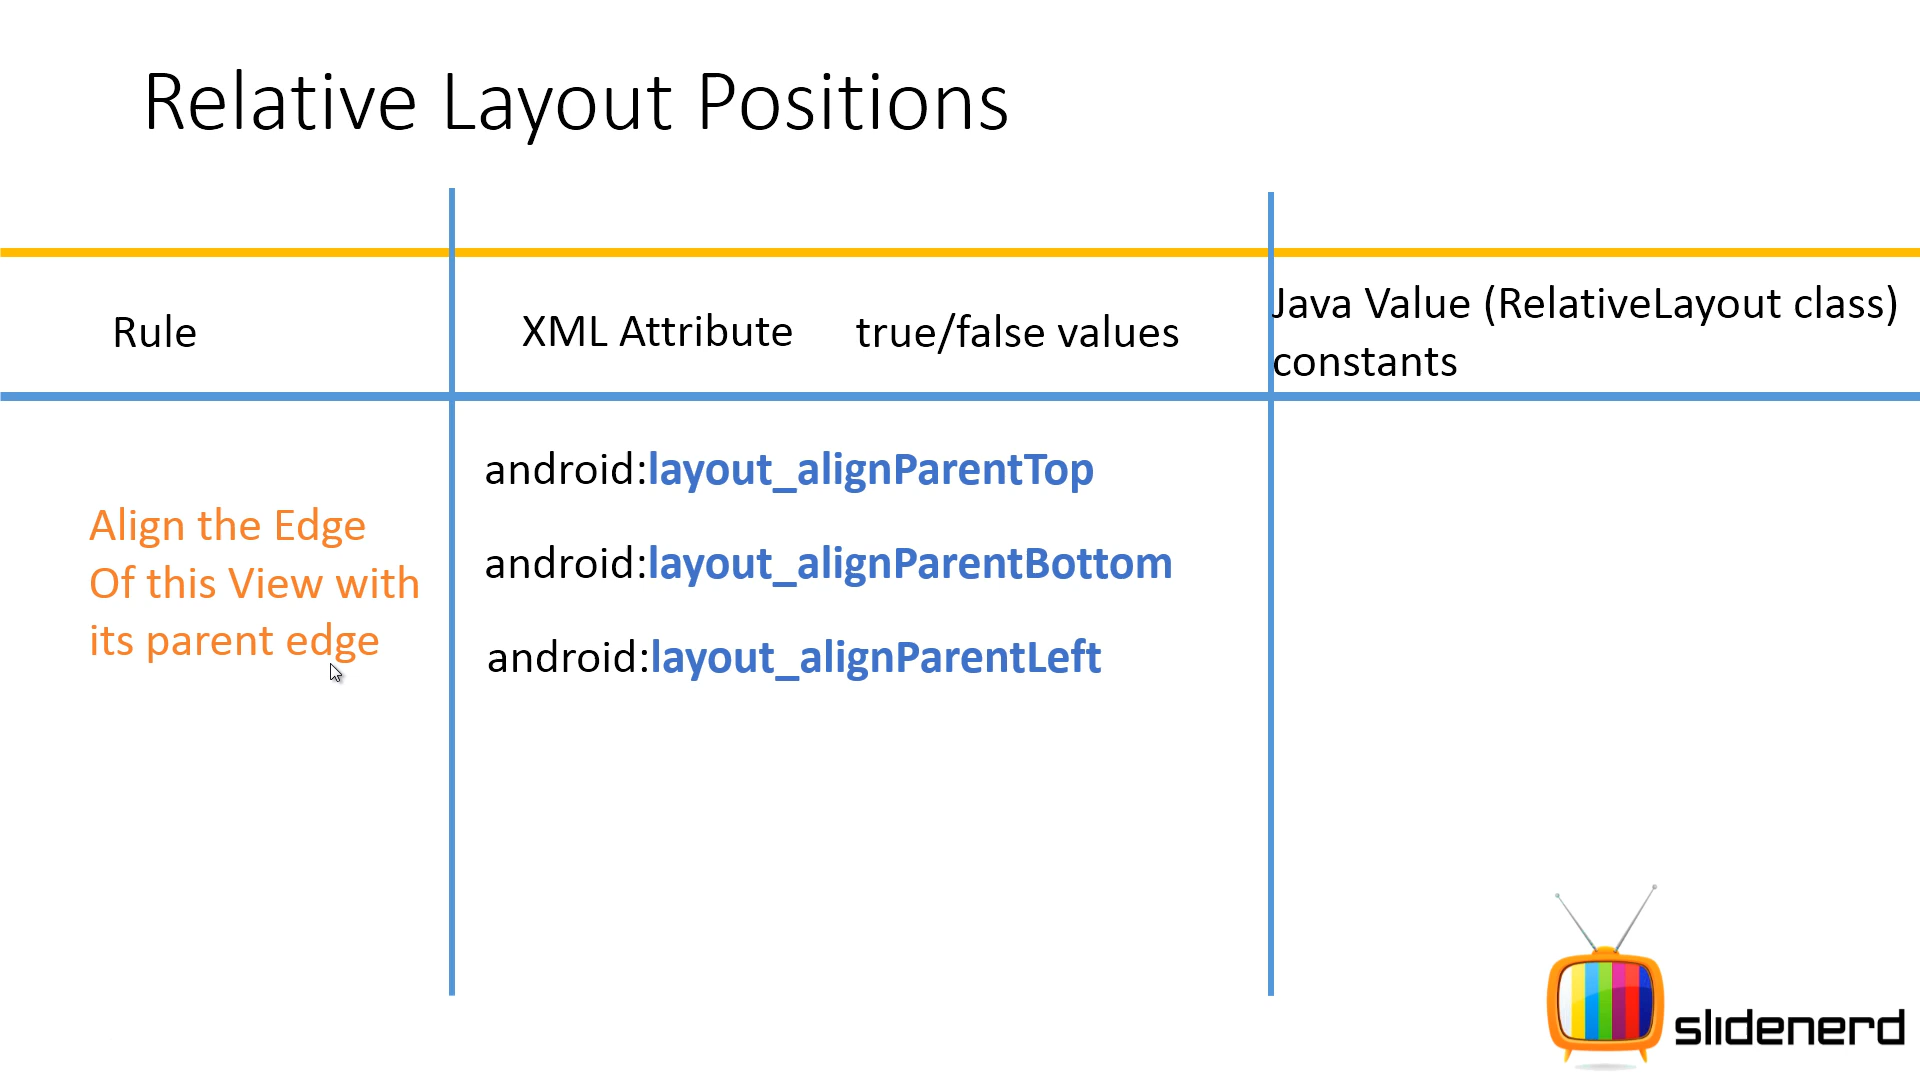 Relative Layout Positions
Rule
XML Attribute true/false values
Java Value (RelativeLayout class)
constants
Align the Edge
Of this View with
its parent edge
android:layout_alignParentTop
android:layout_alignParentBottom
android:layout_alignParentLeft
slidenerd